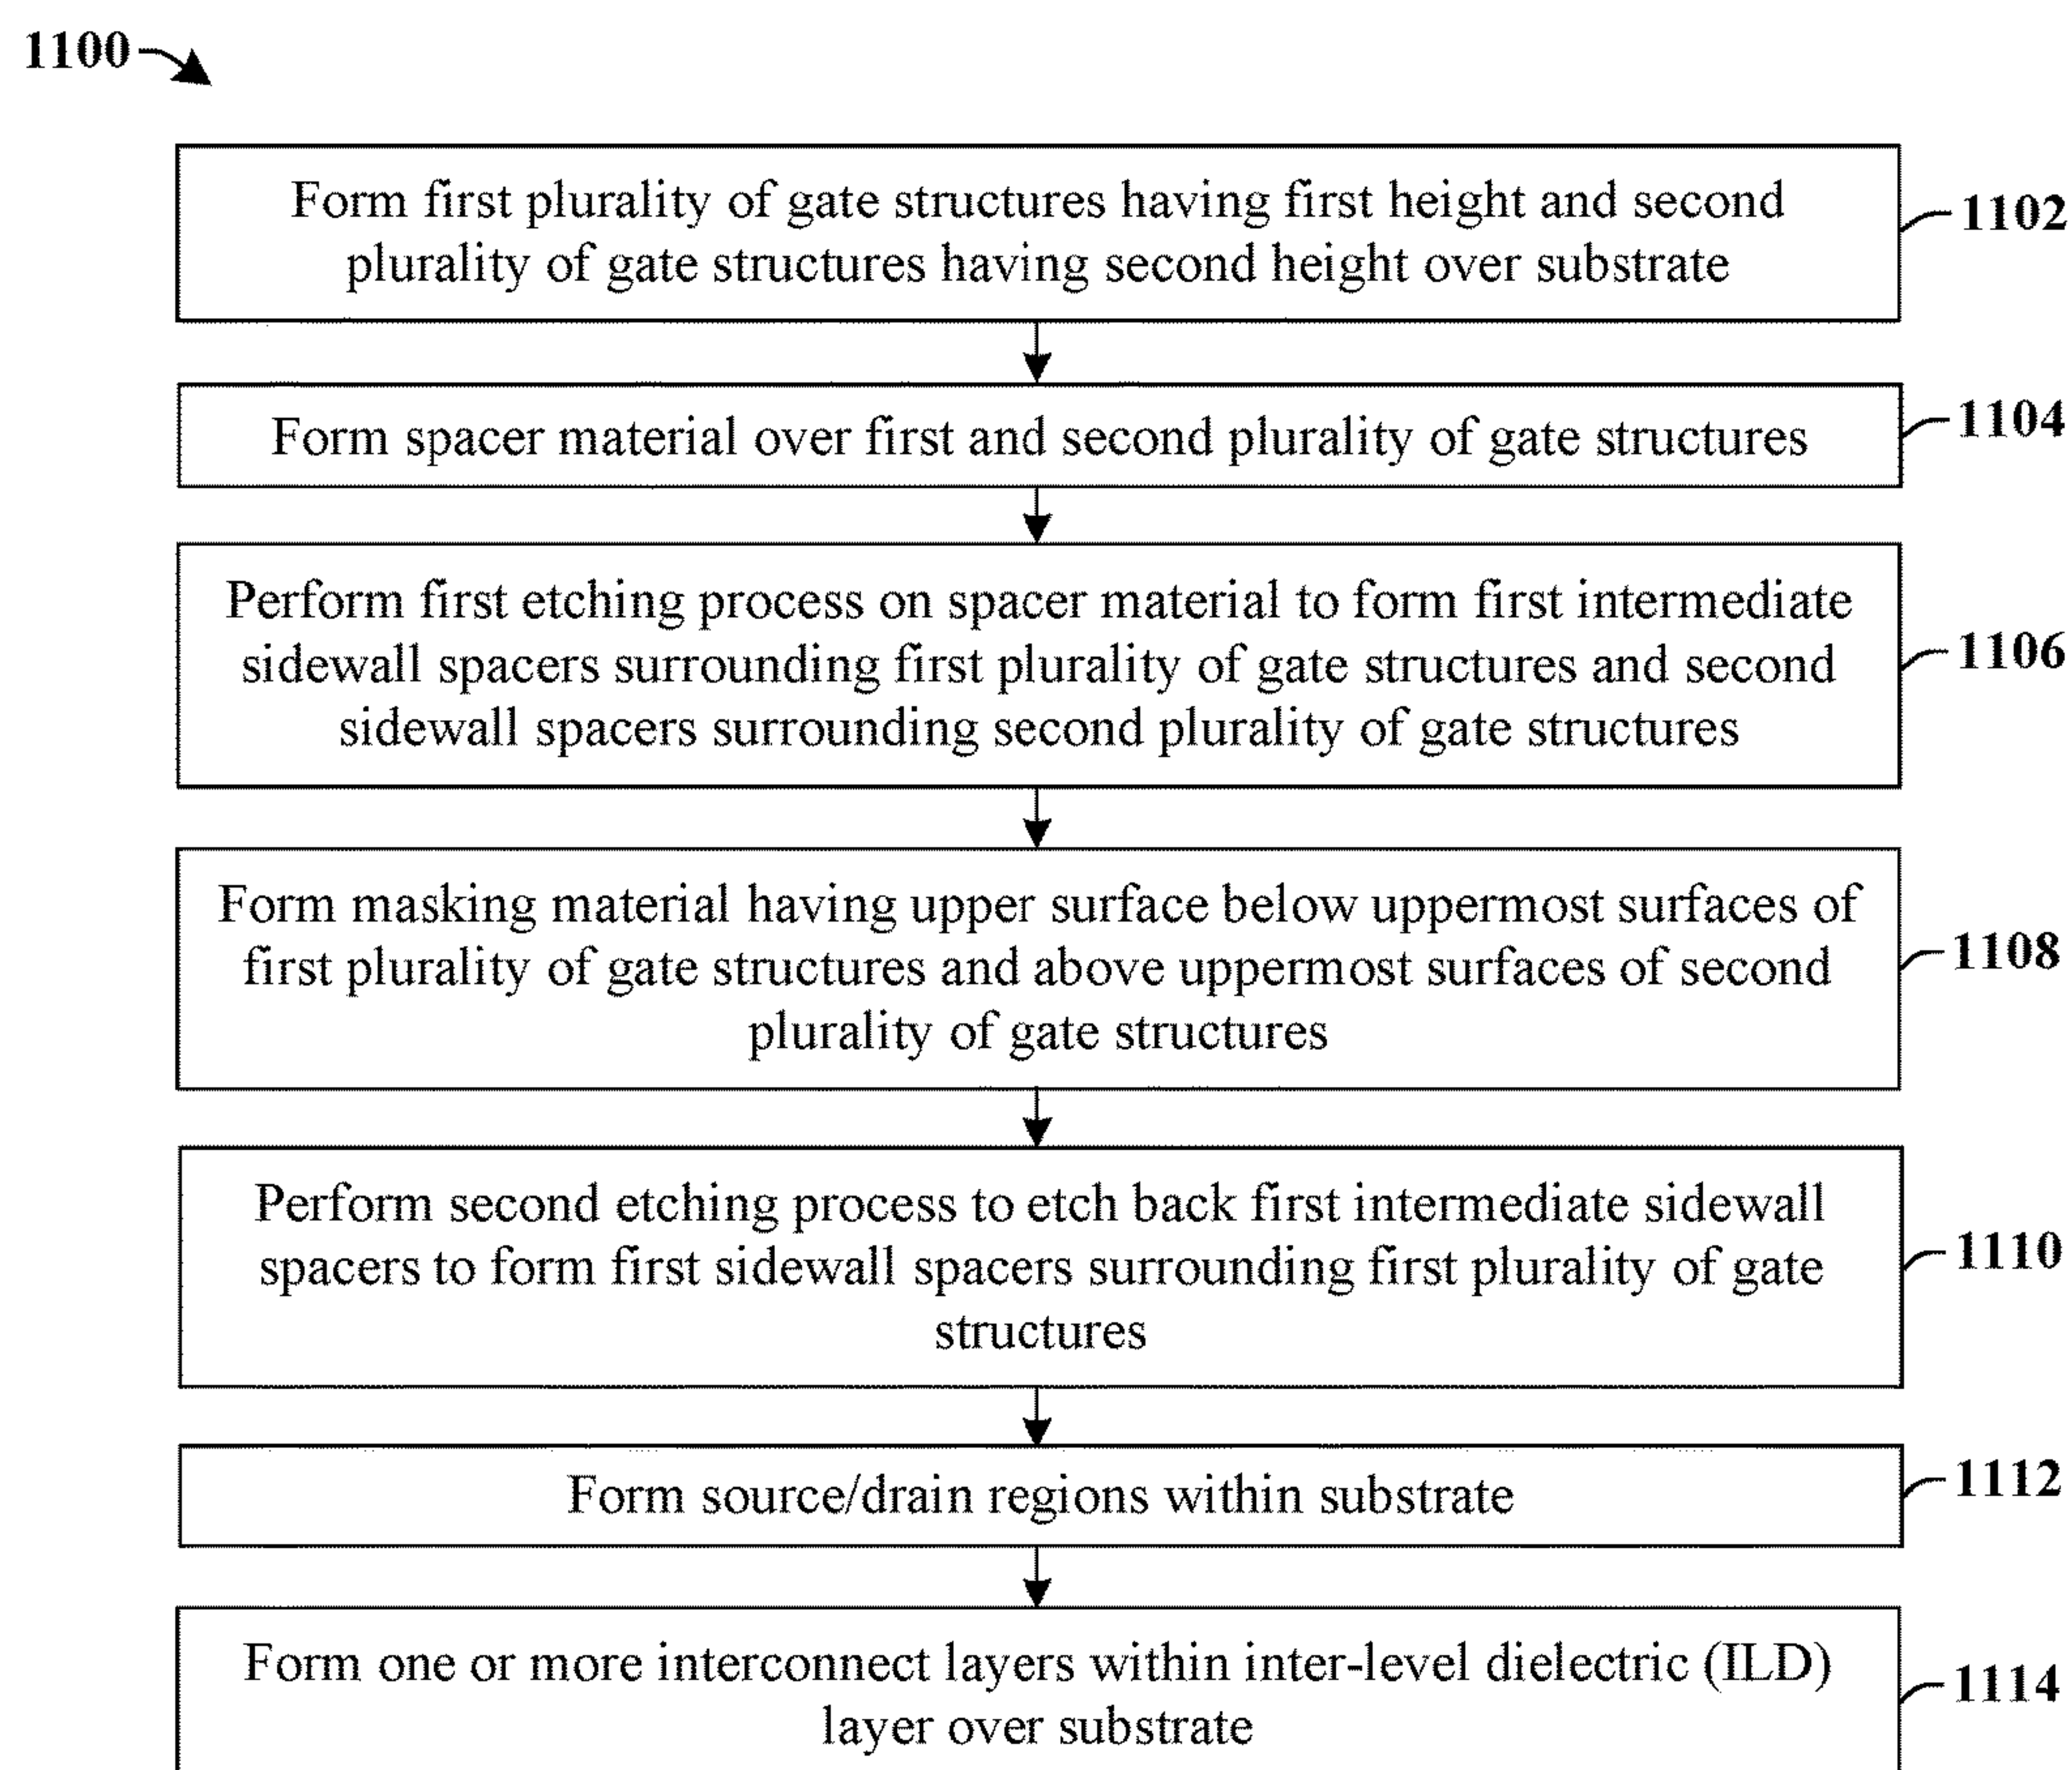 1100
Form first plurality of gate structures having first height and second
plurality of gate structures having second height over substrate
1102
Form spacer material over first and second plurality of gate structures
1104
Perform first etching process on spacer material to form first intermediate
sidewall spacers surrounding first plurality of gate structures and second
sidewall spacers surrounding second plurality of gate structures
1106
Form masking material having upper surface below uppermost surfaces of
first plurality of gate structures and above uppermost surfaces of second
plurality of gate structures
1108
Perform second etching process to etch back first intermediate sidewall
spacers to form first sidewall spacers surrounding first plurality of gate
structures
1110
Form source/drain regions within substrate
1112
Form one or more interconnect layers within inter-level dielectric (ILD)
layer over substrate
1114